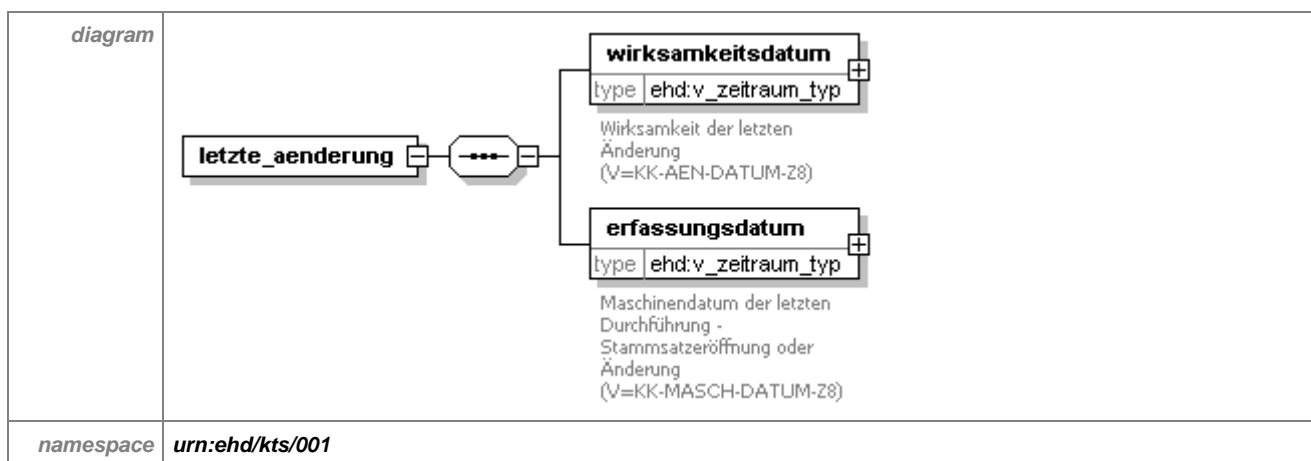 diagram
wirksamkeitsdatum
type ehd:v_zeitraum_typ
Wirksamkeit der letzten
Änderung
(V=KK-AEN-DATUM-Z8)
letzte_aenderung
erfassungsdatum
type ehd:v_zeitraum_typ
Maschinendatum der letzten
Durchführung -
Stammsatzeröffnung oder
Änderung
(V=KK-MASCH-DATUM-Z8)
namespace urn:ehd/kts/001